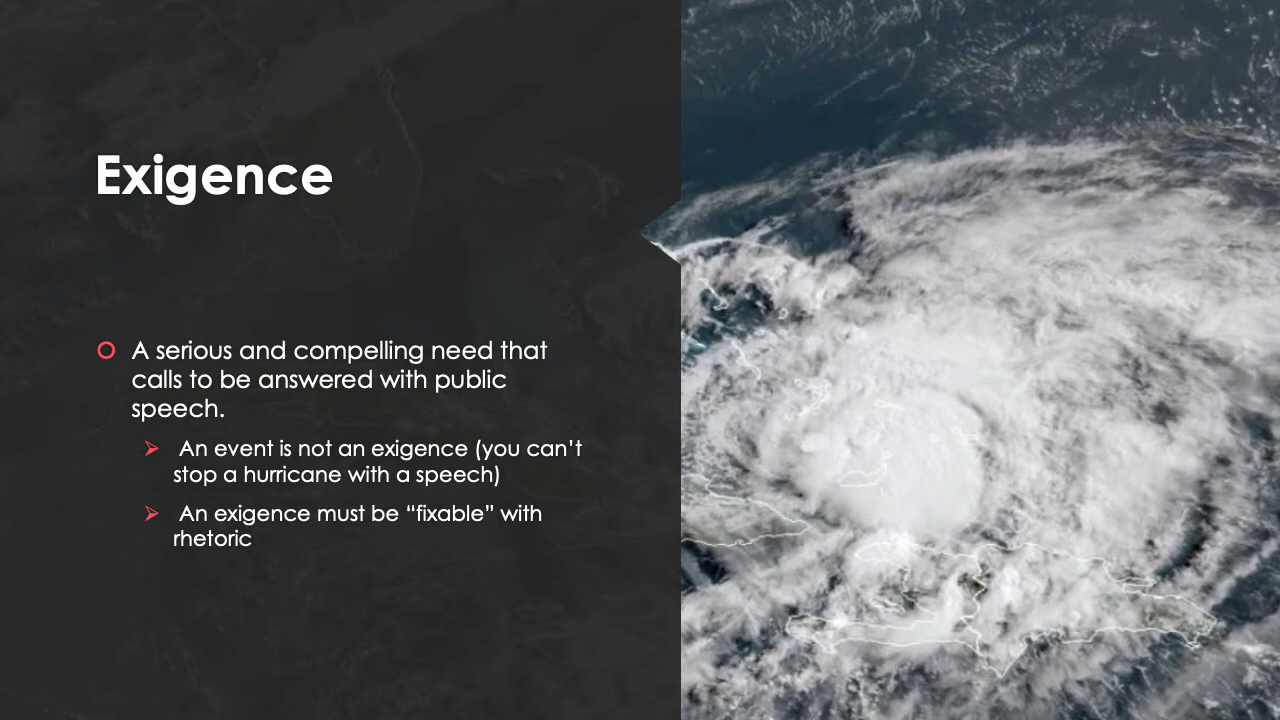 Exigence
A serious and compelling need that
calls to be answered with public
speech.
An event is not an exigence (you can’t
stop a hurricane with a speech)
An exigence must be “fixable” with
rhetoric